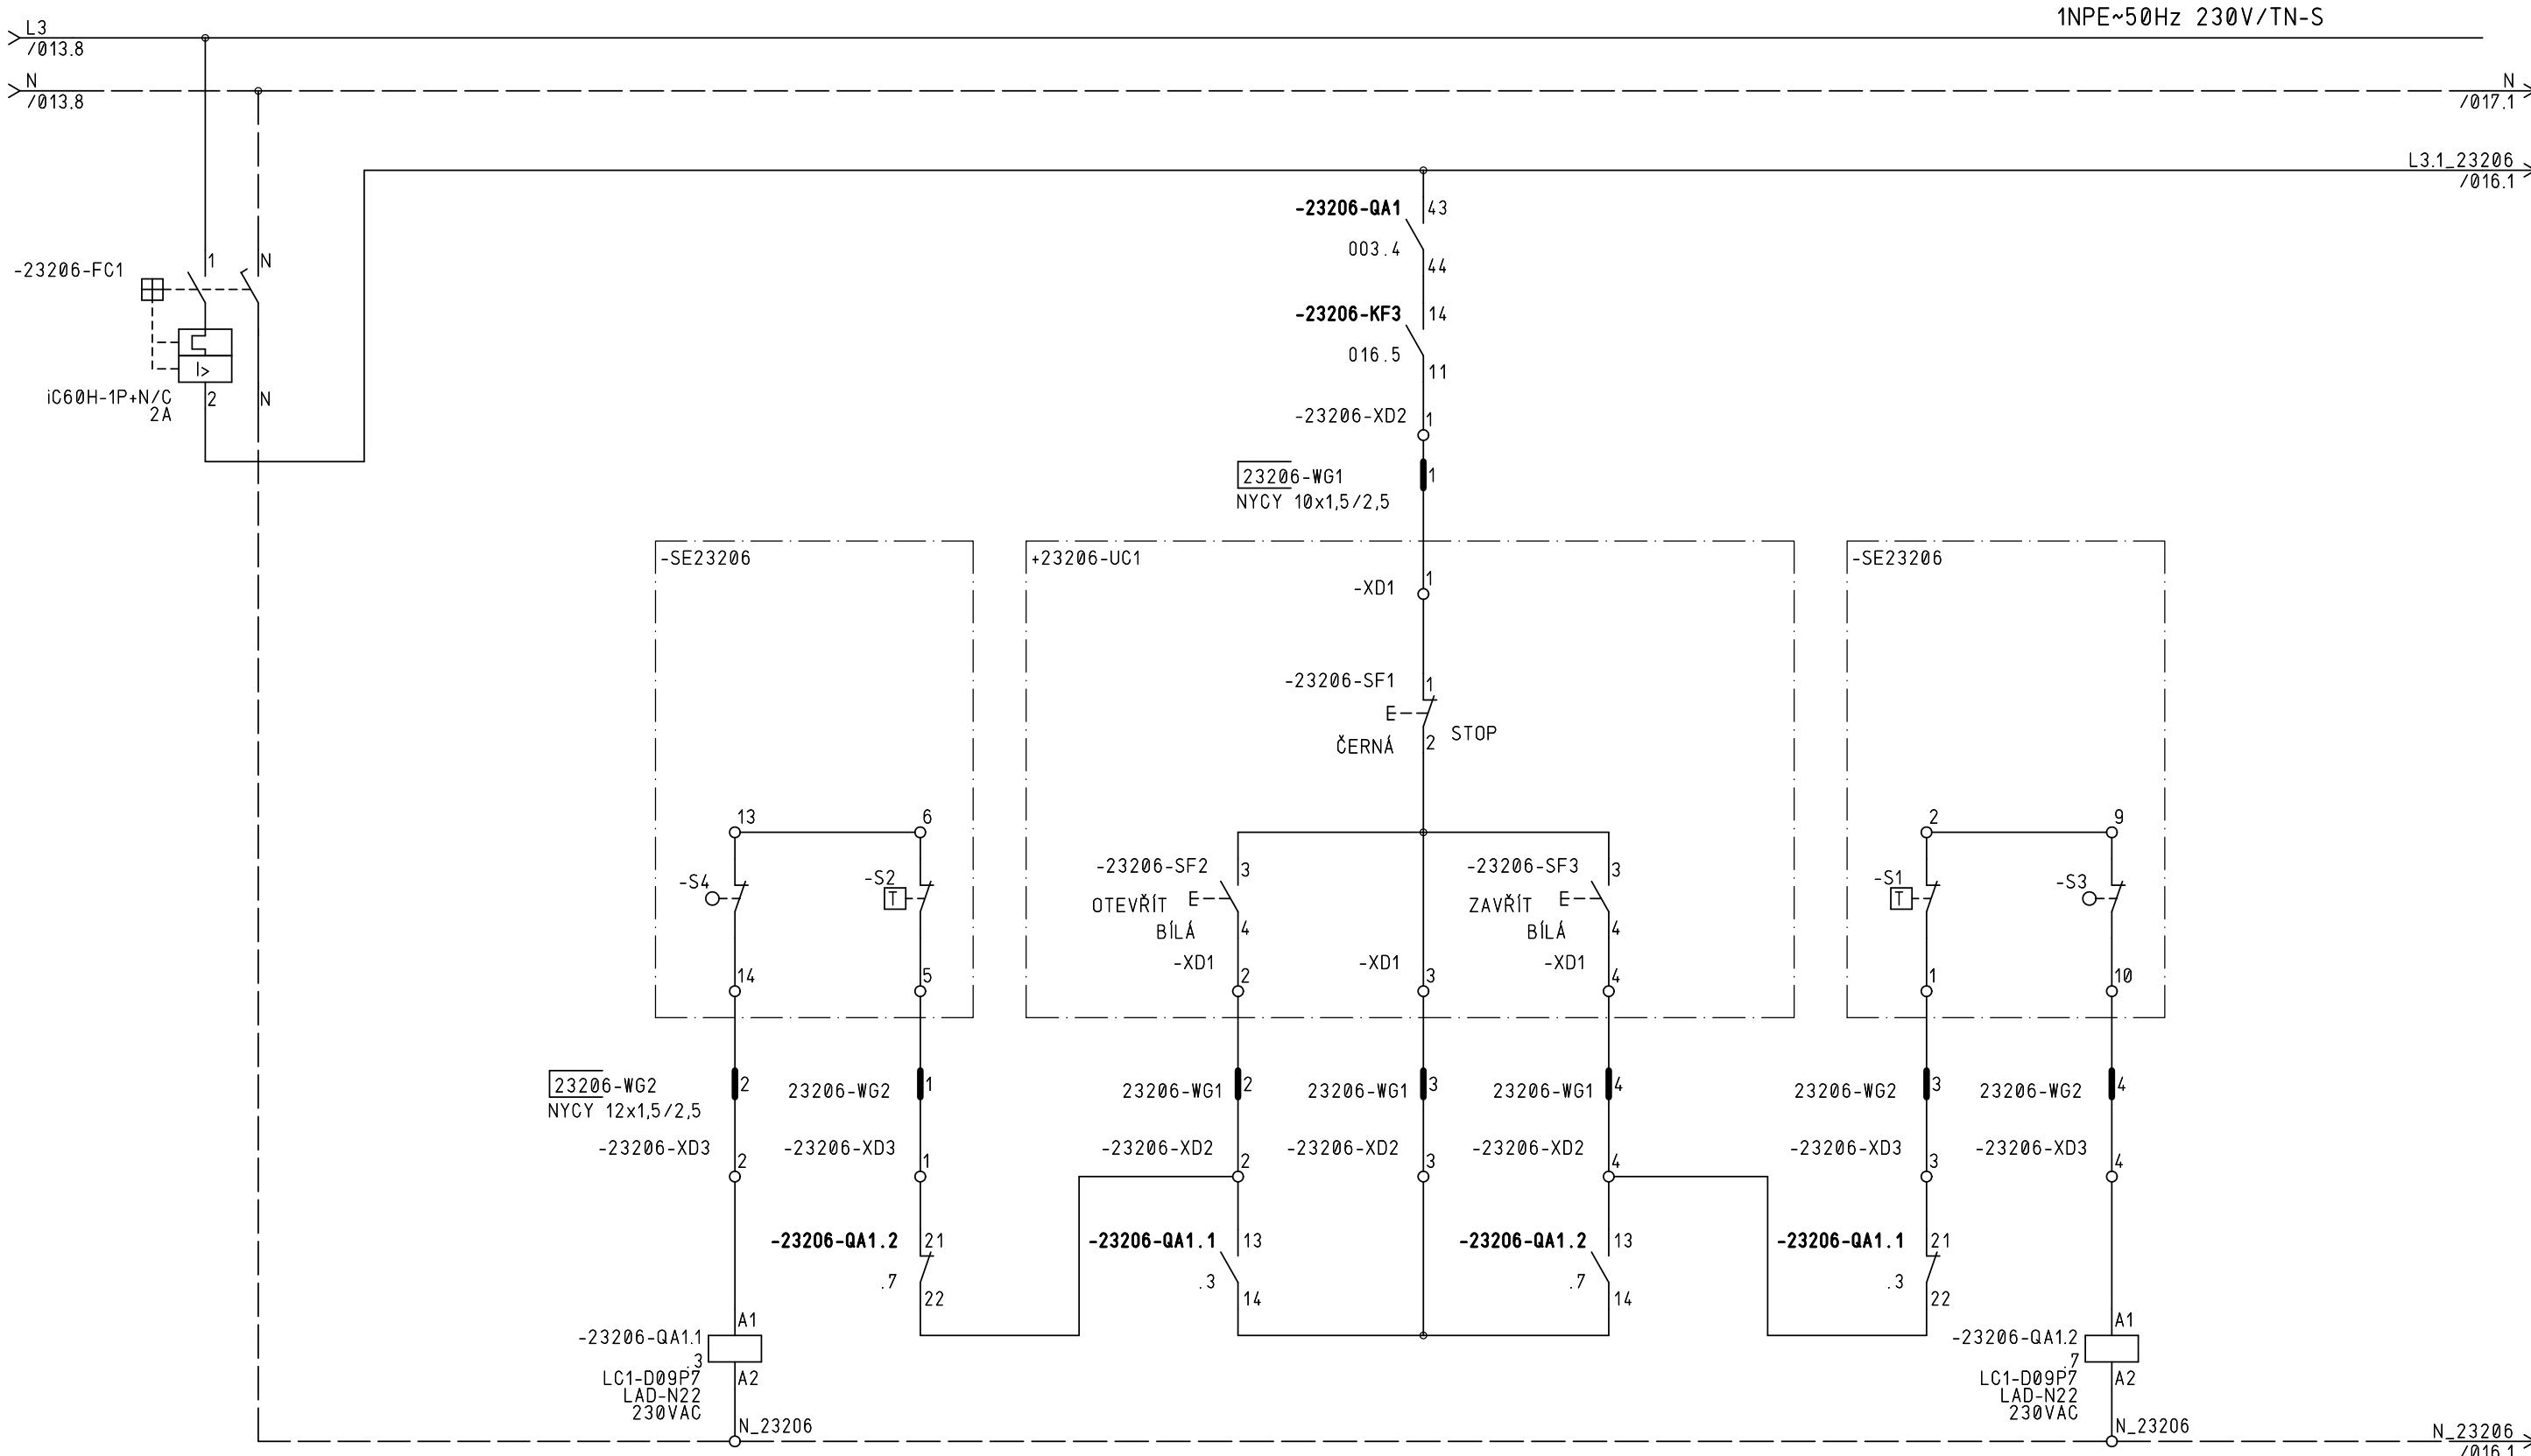 1NPE~50Hz 230V/TN-S
L3
/013.8
N
/013.8
N
/017.1
L3.1_23206
/016.1
-23206-QA1
43
003.4
44
-23206-FC1
1
N
-23206-KF3
14
016.5
11
I>
iC60H-1P+N/C
2A
2
N
-23206-XD2
1
23206-WG1
1
NYCY 10x1,5/2,5
-SE23206
+23206-UC1
-SE23206
-XD1
1
-23206-SF1
1
STOP
ČERNÁ
2
13
6
2
9
-23206-SF2
3
-23206-SF3
3
-S4
-S2
T
-S1
T
-S3
OTEVŘÍT
ZAVŘÍT
BÍLÁ
4
BÍLÁ
4
-XD1
-XD1
-XD1
14
5
2
3
4
1
10
23206-WG2
2
23206-WG2
1
23206-WG1
2
23206-WG1
3
23206-WG1
4
23206-WG2
3
23206-WG2
4
NYCY 12x1,5/2,5
-23206-XD3
2
-23206-XD3
1
-23206-XD2
2
-23206-XD2
3
-23206-XD2
4
-23206-XD3
3
-23206-XD3
4
-23206-QA1.2
21
-23206-QA1.1
13
-23206-QA1.2
13
-23206-QA1.1
21
.7
.3
.7
.3
22
14
14
22
A1
A1
-23206-QA1.1
-23206-QA1.2
.3
.7
LC1-D09P7
A2
LC1-D09P7
A2
LAD-N22
LAD-N22
230VAC
230VAC
N_23206
N_23206
N_23206
/016.1